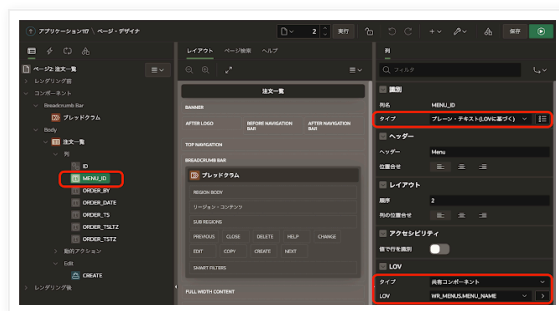 アプリケーション117 \ ページ・デザイナ
2
実行
保存
ページ2: 注文一覧
レンダリング前
コンポーネント
Breadcrumb Bar
ブレッドクラム
Body
注文一覧
列
ID
MENU_ID
ORDER_BY
ORDER_DATE
ORDER_TS
ORDER_TSLTZ
ORDER_TSTZ
動的アクション
Edit
CREATE
レンダリング後
レイアウト ページ検索 ヘルプ
注文一覧
BANNER
AFTER LOGO
BEFORE NAVIGATION BAR
AFTER NAVIGATION BAR
TOP NAVIGATION
BREADCRUMB BAR
ブレッドクラム
REGION BODY
リージョン・コンテンツ
SUB REGIONS
PREVIOUS CLOSE DELETE HELP CHANGE
EDIT COPY CREATE NEXT
SMART FILTERS
FULL WIDTH CONTENT
列
フィルタ
識別
列名 MENU_ID
タイプ プレーン・テキスト(LOVに基づく)
ヘッダー
ヘッダー Menu
位置合せ
レイアウト
順序 2
列の位置合せ
アクセシビリティ
値で行を識別
LOV
タイプ 共有コンポーネント
LOV WR_MENUS.MENU_NAME